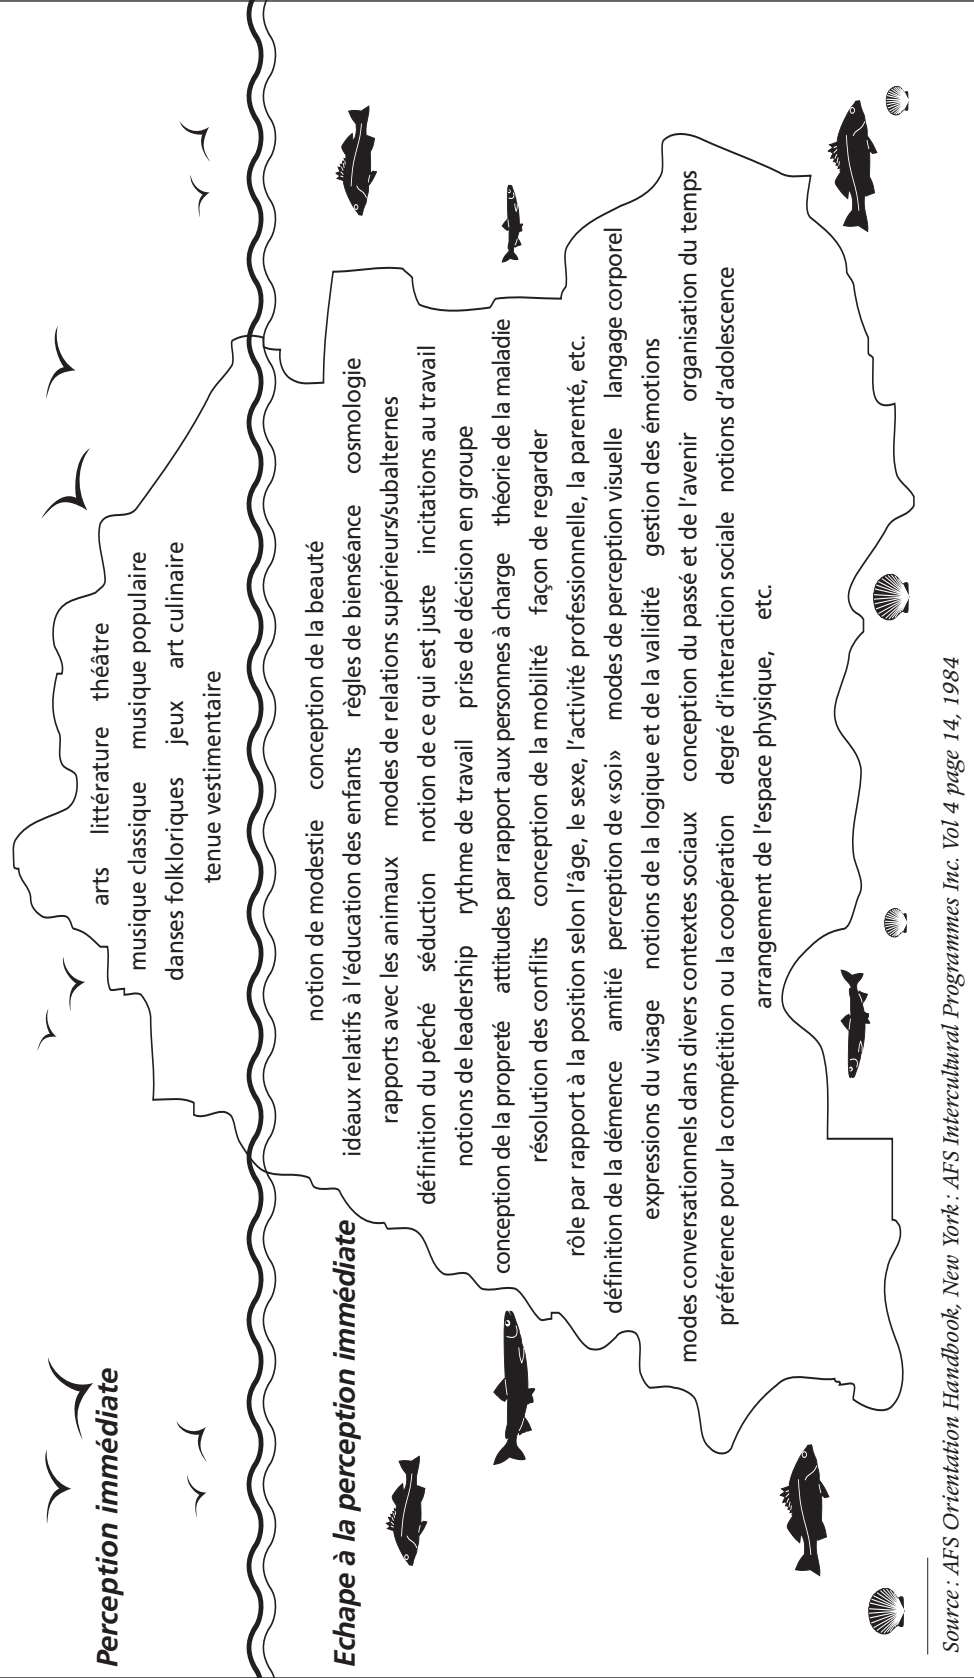 Perception immédiate
arts littérature théâtre
musique classique musique populaire
danses folkloriques jeux art culinaire
tenue vestimentaire
Echape à la perception immédiate
notion de modestie conception de la beauté
idéaux relatifs à l'éducation des enfants règles de bienséance cosmologie
rapports avec les animaux modes de relations supérieurs/subalternes
définition du péché séduction notion de ce qui est juste incitations au travail
notions de leadership rythme de travail prise de décision en groupe
conception de la propreté attitudes par rapport aux personnes à charge théorie de la maladie
résolution des conflits conception de la mobilité façon de regarder
rôle par rapport à la position selon l'âge, le sexe, l'activité professionnelle, la parenté, etc.
définition de la démence amitié perception de «soi» modes de perception visuelle langage corporel
expressions du visage notions de la logique et de la validité gestion des émotions
modes conversationnels dans divers contextes sociaux conception du passé et de l'avenir organisation du temps
préférence pour la compétition ou la coopération degré d'interaction sociale notions d'adolescence
arrangement de l'espace physique, etc.
Source : AFS Orientation Handbook, New York : AFS Intercultural Programmes Inc. Vol 4 page 14, 1984